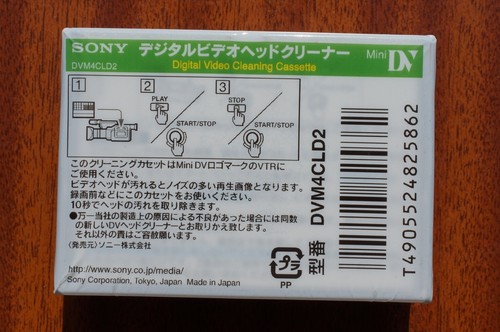 SONY デジタルビデオヘッドクリーナー Mini DV
DVM4CLD2 Digital Video Cleaning Cassette
1 2 3
PLAY STOP
START/STOP START/STOP
このクリーニングカセットはMini DVロゴマークのVTRに
ご使用ください。
ビデオヘッドが汚れるとノイズの多い再生画像となります。
録画前などにこのカセットをお使いください。
10秒でヘッドの汚れを取り除きます。
●万一当社の製造上の原因による不良があった場合には同数
の新しいDVヘッドクリーナーとお取りかえ致します。
それ以外の責はご容赦願います。
(発売元)ソニー株式会社
http://www.sony.co.jp/media/
Sony Corporation, Tokyo, Japan Made in Japan
プラ
PP
型番 DVM4CLD2
T4905524825862